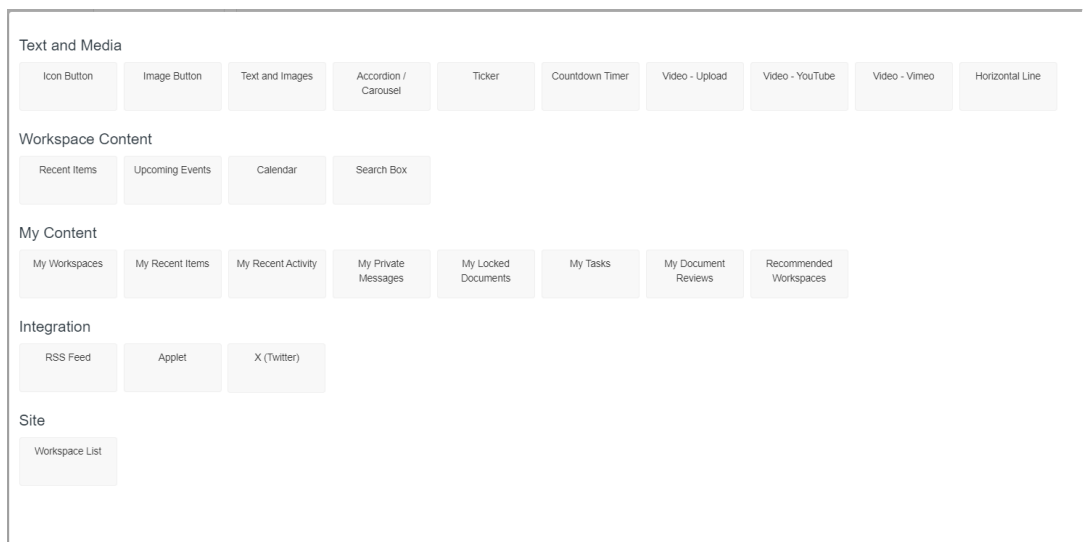 Text and Media
Icon Button
Image Button
Text and Images
Accordion /
Carousel
Ticker
Countdown Timer
Video - Upload
Video - YouTube
Video - Vimeo
Horizontal Line
Workspace Content
Recent Items
Upcoming Events
Calendar
Search Box
My Content
My Workspaces
My Recent Items
My Recent Activity
My Private
Messages
My Locked
Documents
My Tasks
My Document
Reviews
Recommended
Workspaces
Integration
RSS Feed
Applet
X (Twitter)
Site
Workspace List